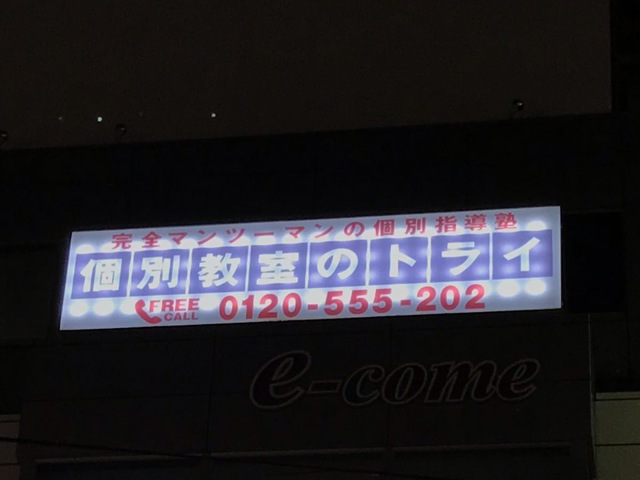 完全マンツーマンの個別指導塾
個別教室のトライ
FREE CALL 0120-555-202
e-come